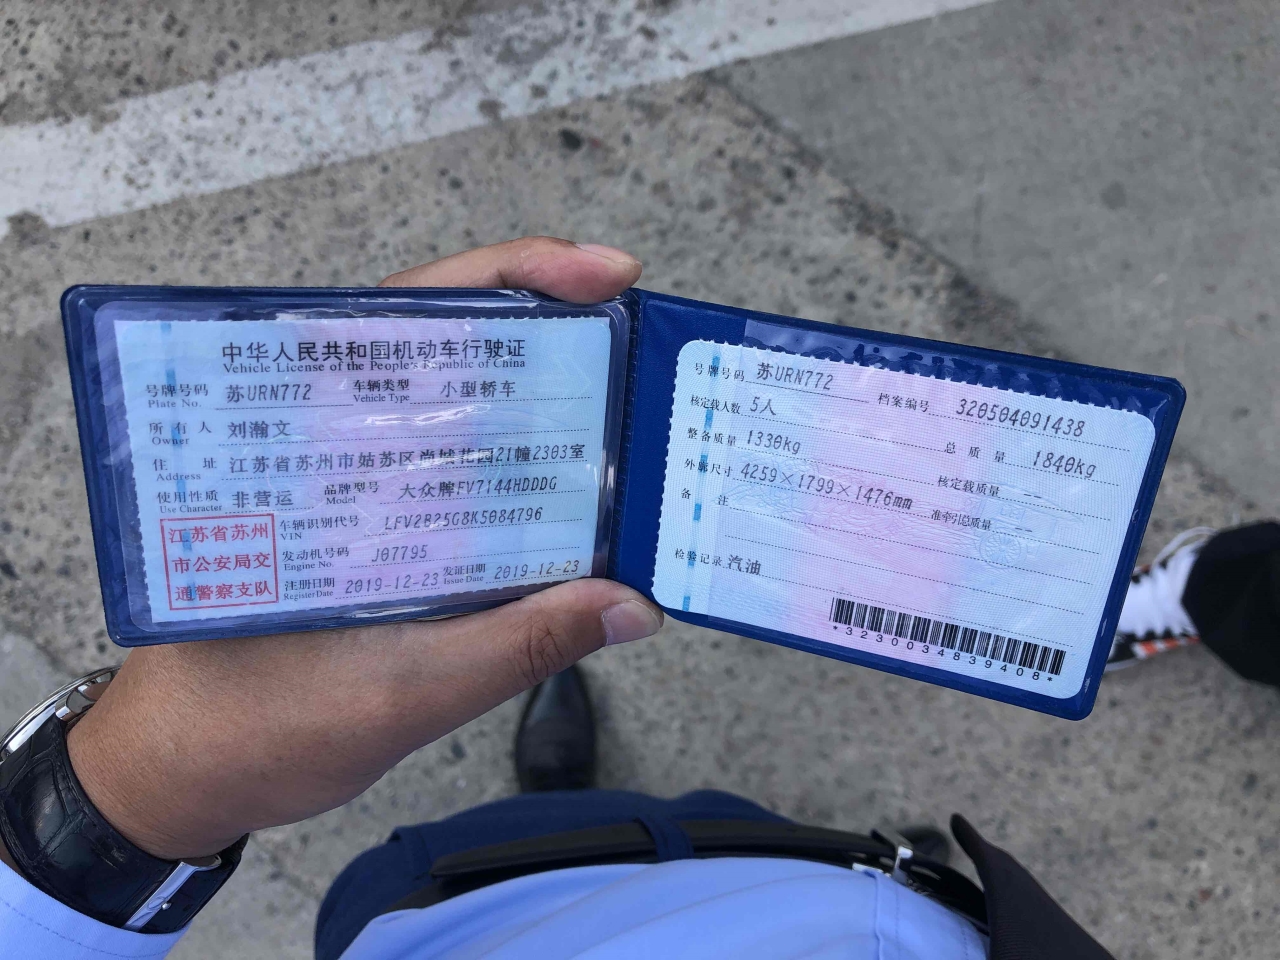 中华人民共和国机动车行驶证
Vehicle License of the People's Republic of China
号牌号码 苏URN772 车辆类型 小型轿车
Plate No. Vehicle Type
所有人 刘瀚文
Owner
住址 江苏省苏州市姑苏区尚城花园21幢2303室
Address
使用性质 非营运 品牌型号 大众牌FV7144HDDDG
Use Character Model
江苏省苏州
市公安局交
通警察支队
车辆识别代号 LFV2B25G8K5084796
VIN
发动机号码 J07795
Engine No.
注册日期 2019-12-23 发证日期 2019-12-23
Register Date Issue Date
号牌号码 苏URN772 档案编号 320504091438
核定载人数 5人 总质量 1840kg
整备质量 1330kg 核定载质量 --
外廓尺寸 4259×1799×1476mm 准牵引总质量 --
备注
检验记录 汽油
*3230034839408*